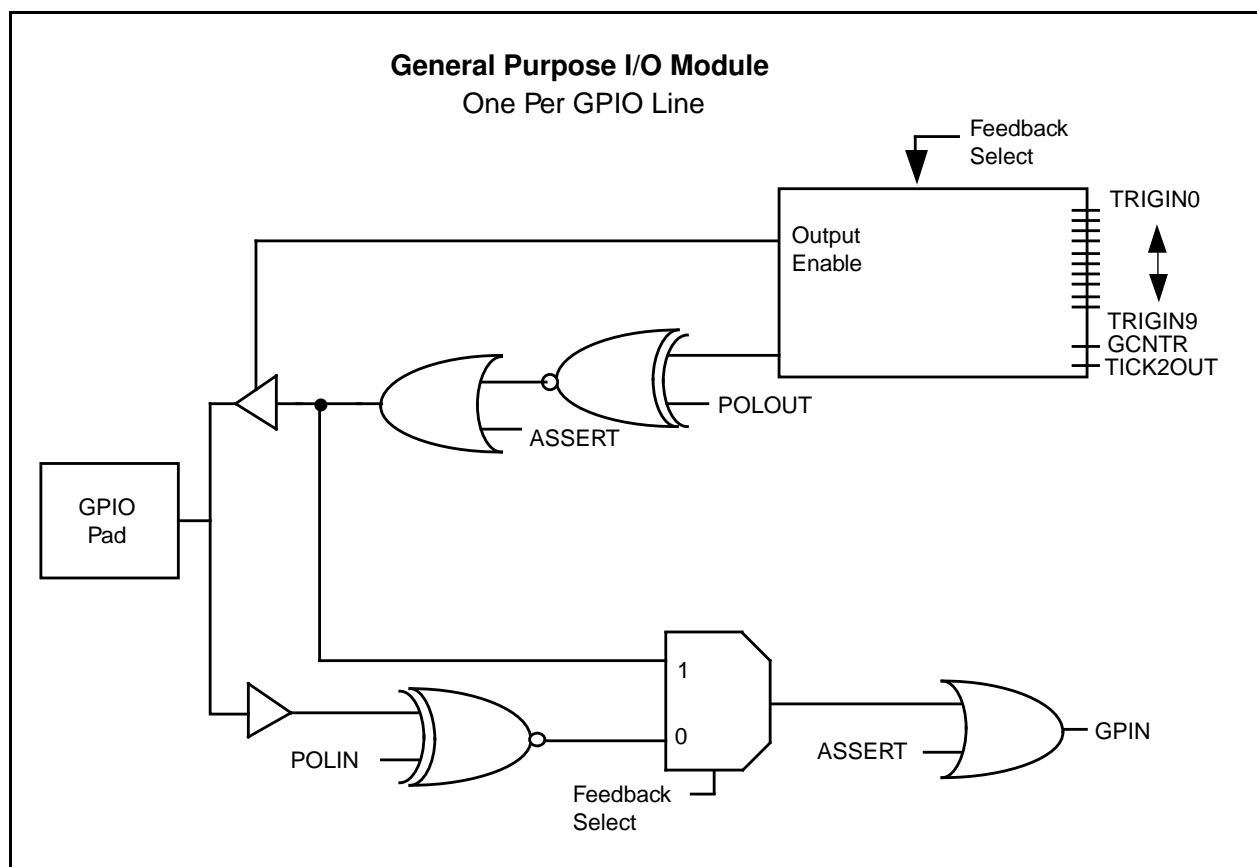 General Purpose I/O Module
One Per GPIO Line
Feedback
Select
TRIGIN0
Output
Enable
TRIGIN9
GCNTR
TICK2OUT
POLOUT
ASSERT
GPIO
Pad
1
0
POLIN
ASSERT
GPIN
Feedback
Select